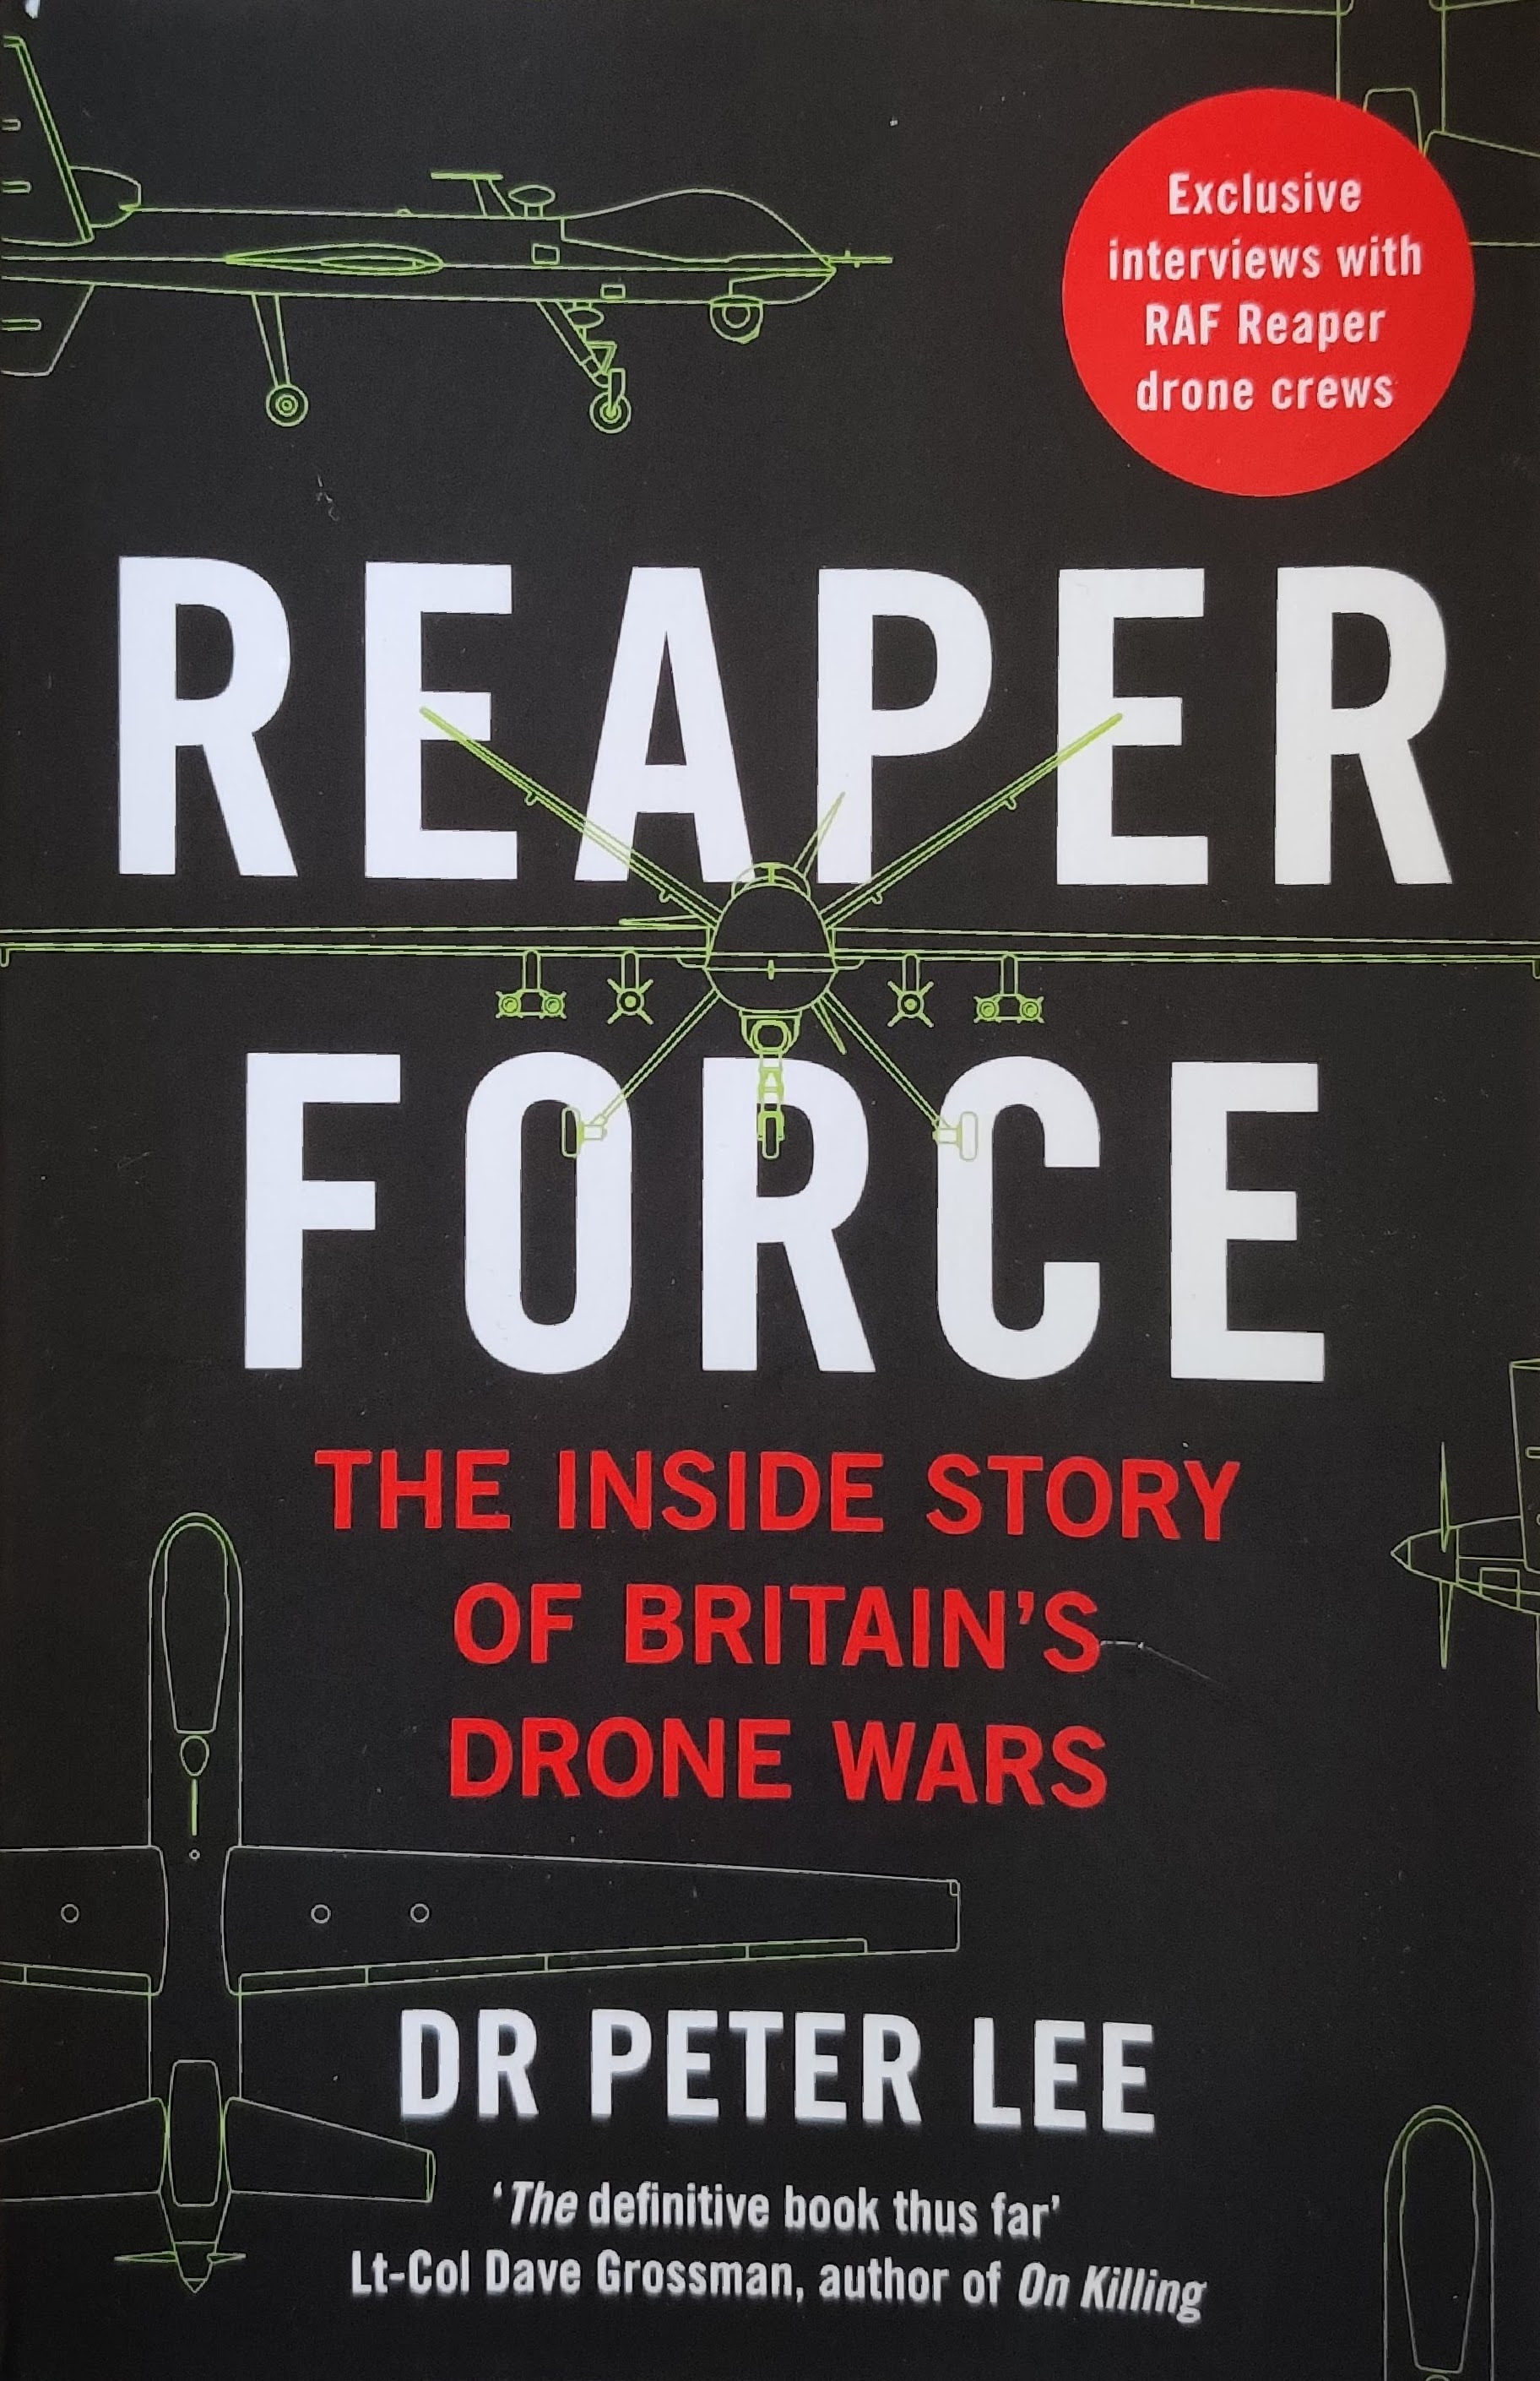 Exclusive
interviews with
RAF Reaper
drone crews
REAPER
FORCE
THE INSIDE STORY
OF BRITAIN'S
DRONE WARS
DR PETER LEE
‘The definitive book thus far’
Lt-Col Dave Grossman, author of On Killing